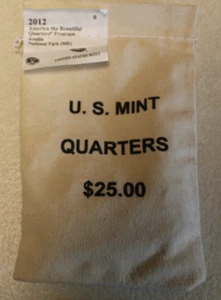 2012
S
America the Beautiful
Quarters® Program
Acadia
National Park (ME)
UNITED STATES MINT
U. S. MINT
QUARTERS
$25.00